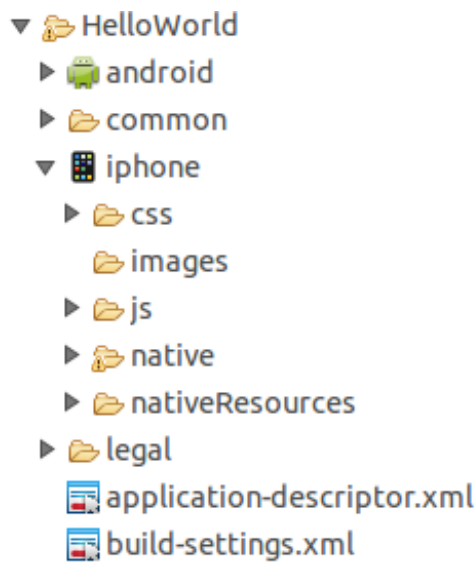 HelloWorld
android
common
iphone
css
images
js
native
nativeResources
legal
application-descriptor.xml
build-settings.xml